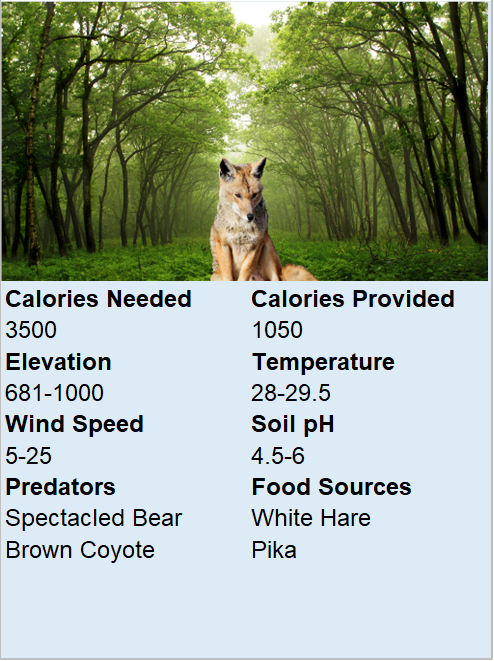 Calories Needed Calories Provided
3500 1050
Elevation Temperature
681-1000 28-29.5
Wind Speed Soil pH
5-25 4.5-6
Predators Food Sources
Spectacled Bear White Hare
Brown Coyote Pika